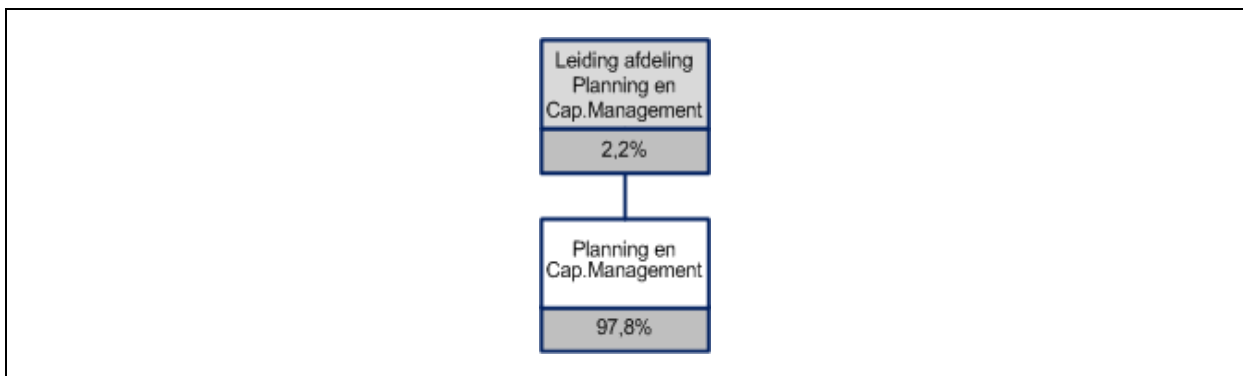 Leiding afdeling
Planning en
Cap.Management
2,2%
Planning en
Cap.Management
97,8%